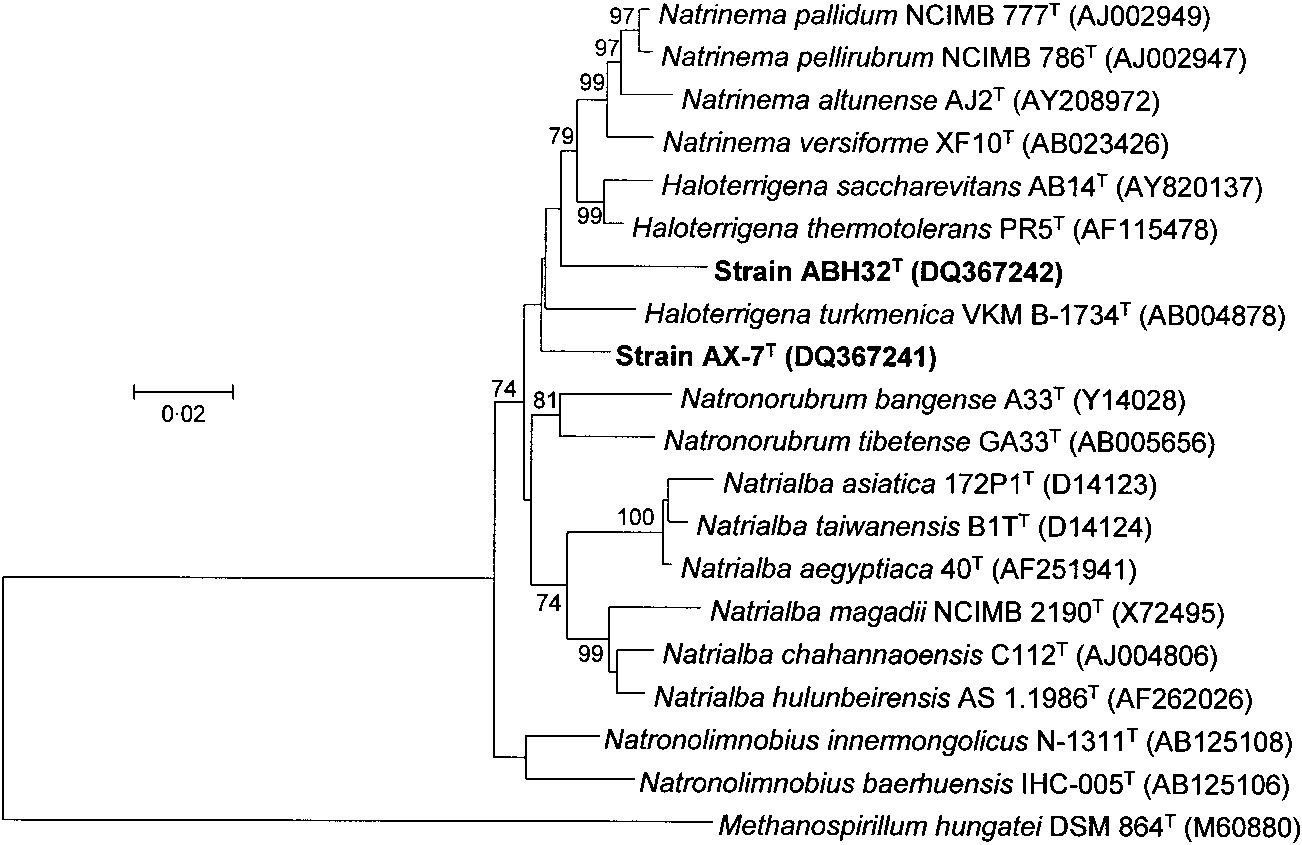 97 Natrinema pallidum NCIMB 777ᵀ (AJ002949)
Natrinema pellirubrum NCIMB 786ᵀ (AJ002947)
97
99 Natrinema altunense AJ2ᵀ (AY208972)
79 Natrinema versiforme XF10ᵀ (AB023426)
Haloterrigena saccharevitans AB14ᵀ (AY820137)
99 Haloterrigena thermotolerans PR5ᵀ (AF115478)
Strain ABH32ᵀ (DQ367242)
Haloterrigena turkmenica VKM B-1734ᵀ (AB004878)
Strain AX-7ᵀ (DQ367241)
74 81 Natronorubrum bangense A33ᵀ (Y14028)
0·02
Natronorubrum tibetense GA33ᵀ (AB005656)
Natrialba asiatica 172P1ᵀ (D14123)
100 Natrialba taiwanensis B1Tᵀ (D14124)
Natrialba aegyptiaca 40ᵀ (AF251941)
74 Natrialba magadii NCIMB 2190ᵀ (X72495)
99 Natrialba chahannaoensis C112ᵀ (AJ004806)
Natrialba hulunbeirensis AS 1.1986ᵀ (AF262026)
Natronolimnobius innermongolicus N-1311ᵀ (AB125108)
Natronolimnobius baerhuensis IHC-005ᵀ (AB125106)
Methanospirillum hungatei DSM 864ᵀ (M60880)